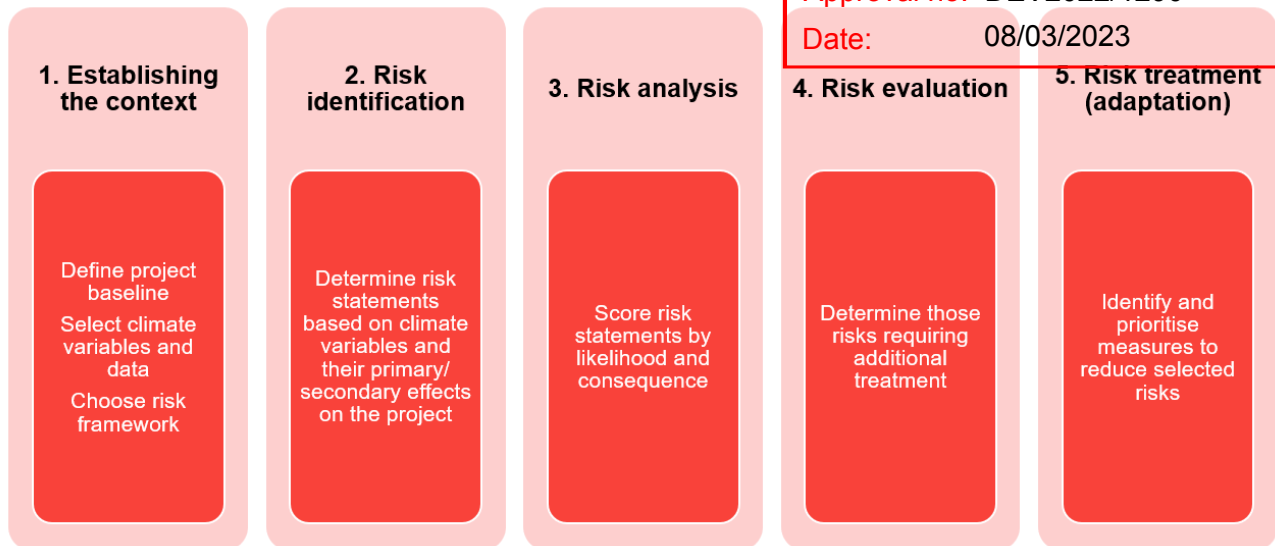 Date: 08/03/2023
1. Establishing
the context
Define project
baseline
Select climate
variables and
data
Choose risk
framework
2. Risk
identification
Determine risk
statements
based on climate
variables and
their primary/
secondary effects
on the project
3. Risk analysis
Score risk
statements by
likelihood and
consequence
4. Risk evaluation
Determine those
risks requiring
additional
treatment
5. Risk treatment
(adaptation)
Identify and
prioritise
measures to
reduce selected
risks